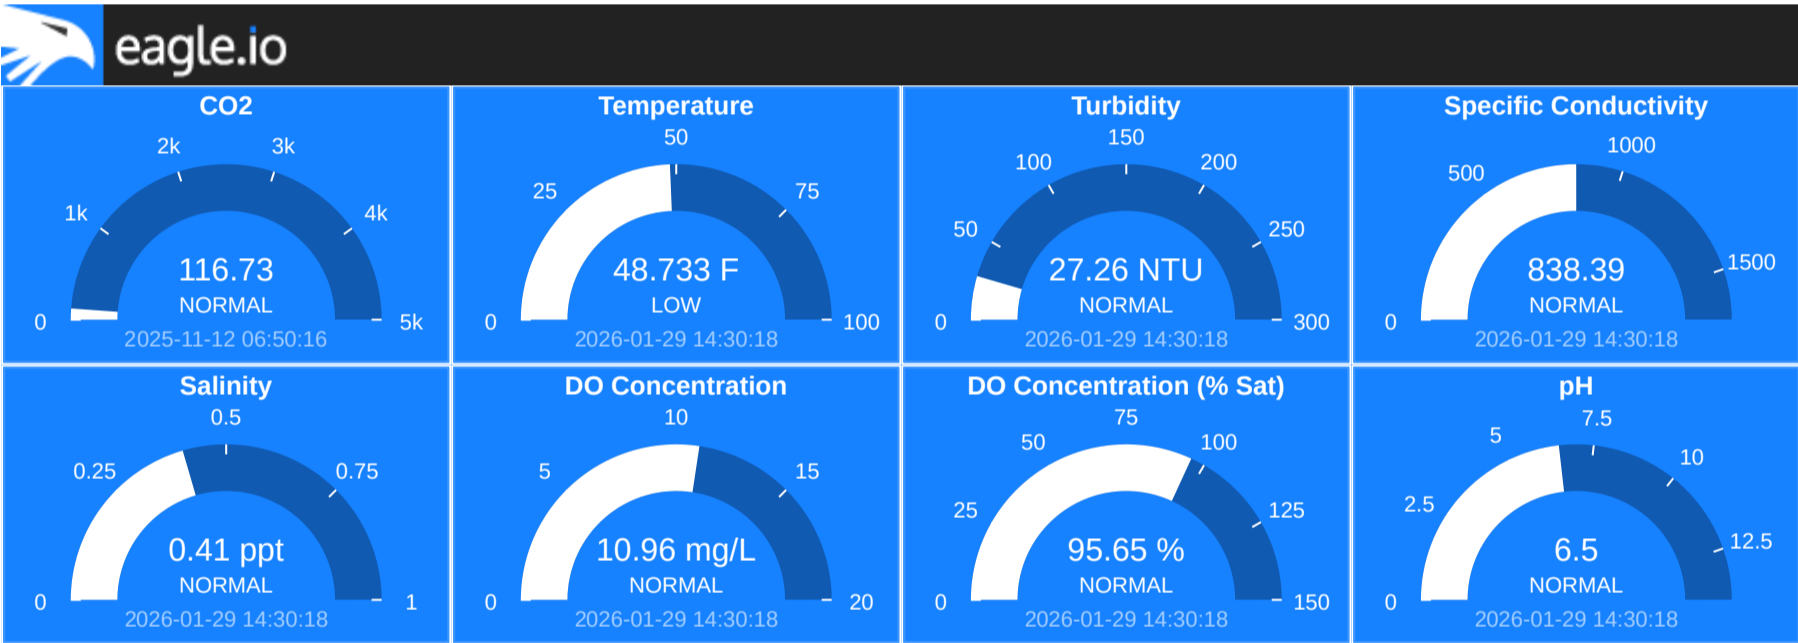 eagle.io
CO2
0
1k
2k
3k
4k
5k
116.73
NORMAL
2025-11-12 06:50:16
Temperature
0
25
50
75
100
48.733 F
LOW
2026-01-29 14:30:18
Turbidity
0
50
100
150
200
250
300
27.26 NTU
NORMAL
2026-01-29 14:30:18
Specific Conductivity
0
500
1000
1500
838.39
NORMAL
2026-01-29 14:30:18
Salinity
0
0.25
0.5
0.75
1
0.41 ppt
NORMAL
2026-01-29 14:30:18
DO Concentration
0
5
10
15
20
10.96 mg/L
NORMAL
2026-01-29 14:30:18
DO Concentration (% Sat)
0
25
50
75
100
125
150
95.65 %
NORMAL
2026-01-29 14:30:18
pH
0
2.5
5
7.5
10
12.5
6.5
NORMAL
2026-01-29 14:30:18